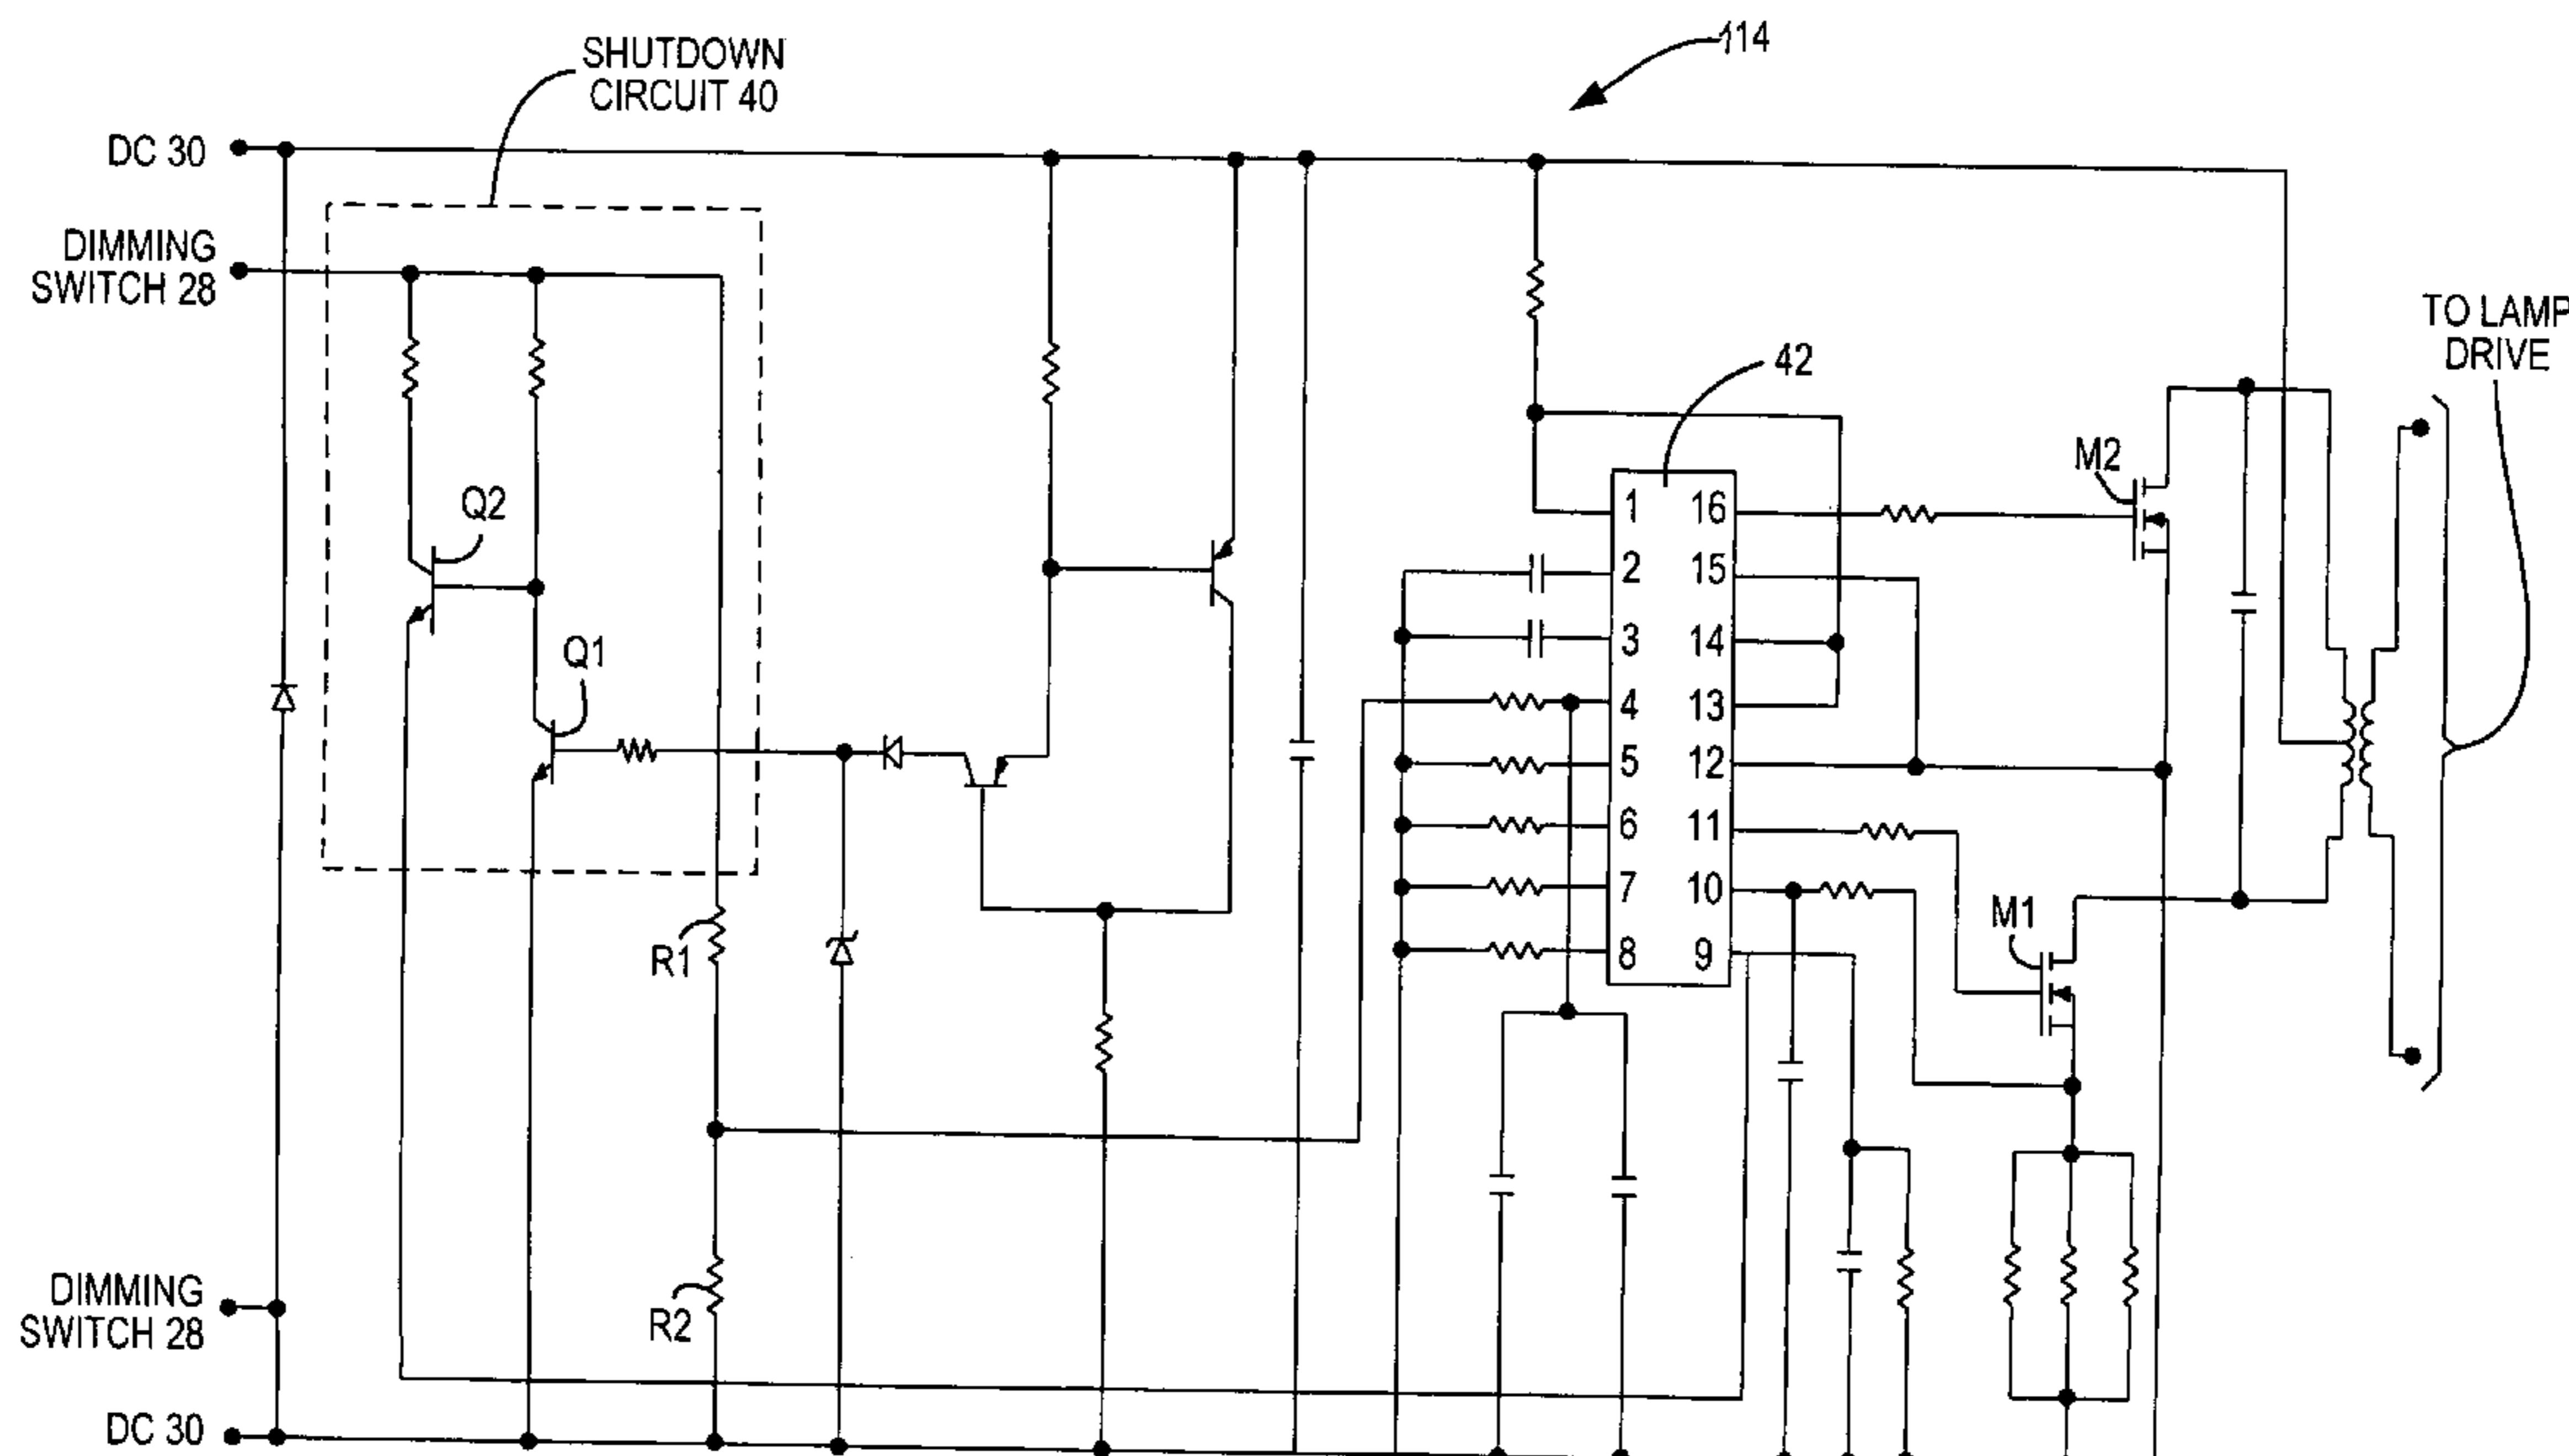 114
SHUTDOWN
CIRCUIT 40
DC 30
DIMMING
SWITCH 28
TO LAMP
DRIVE
42
M2
Q2
1 16
2 15
3 14
4 13
5 12
6 11
7 10
8 9
Q1
M1
R1
R2
DIMMING
SWITCH 28
DC 30